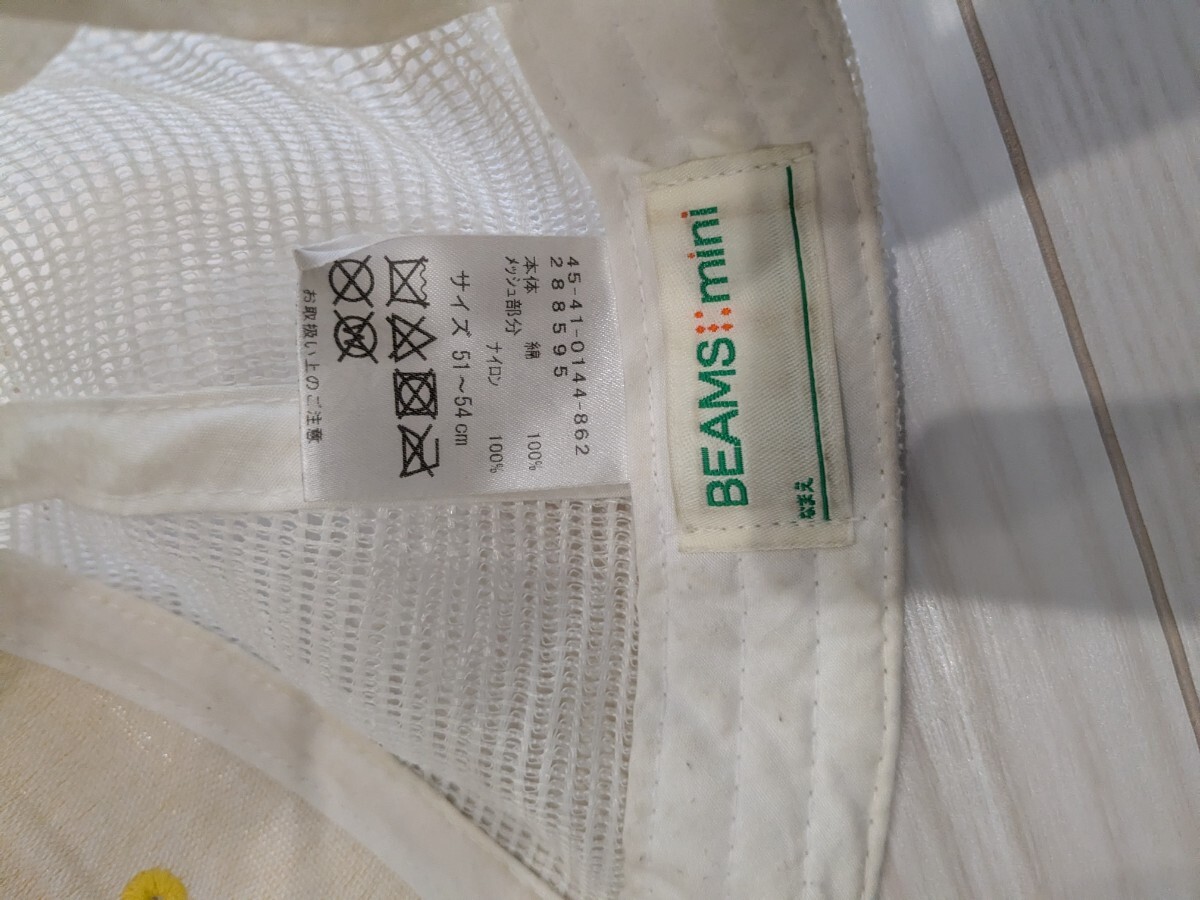 45-41-0144-862
288595
本体 綿 100%
メッシュ部分 ナイロン 100%
サイズ 51～54cm
お取扱い上のご注意
BEAMS mini
なまえ